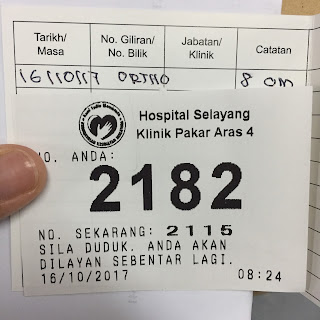 Tarikh/ Masa No. Giliran/ No. Bilik Jabatan/ Klinik Catatan
16/10/17 ORTHO 8 am
Hospital Selayang
Klinik Pakar Aras 4
NO. ANDA:
2182
NO. SEKARANG: 2115
SILA DUDUK. ANDA AKAN
DILAYAN SEBENTAR LAGI.
16/10/2017 08:24